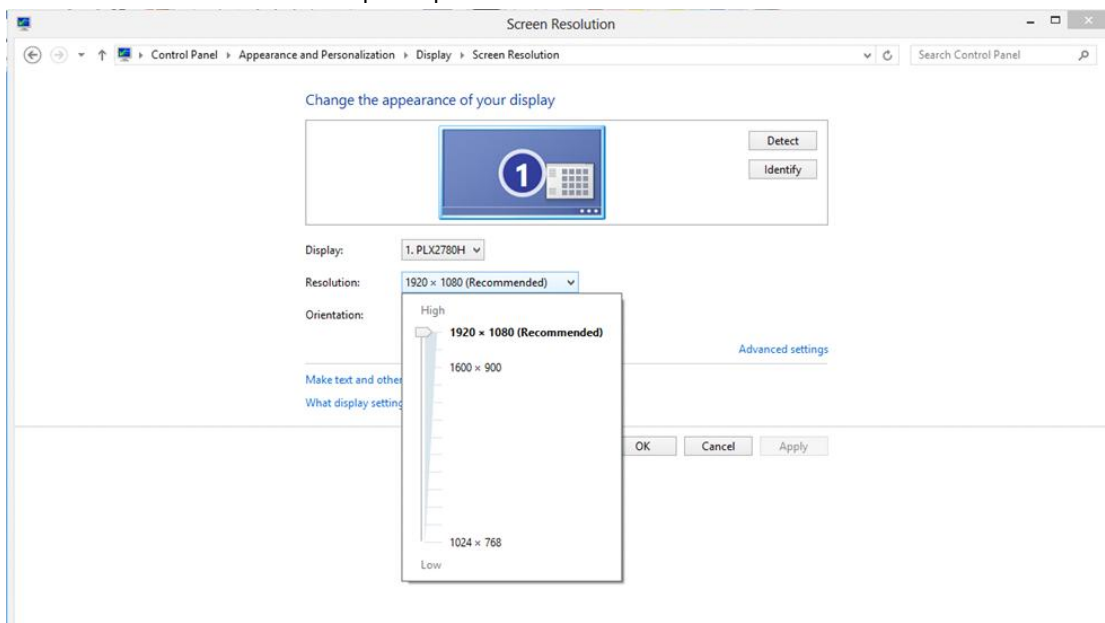 Screen Resolution
Control Panel Appearance and Personalization Display Screen Resolution
Search Control Panel
Change the appearance of your display
1
Detect
Identify
Display: 1. PLX2780H
Resolution: 1920 × 1080 (Recommended)
Orientation:
High
1920 × 1080 (Recommended)
1600 × 900
1024 × 768
Low
Advanced settings
Make text and other
What display setting
OK Cancel Apply